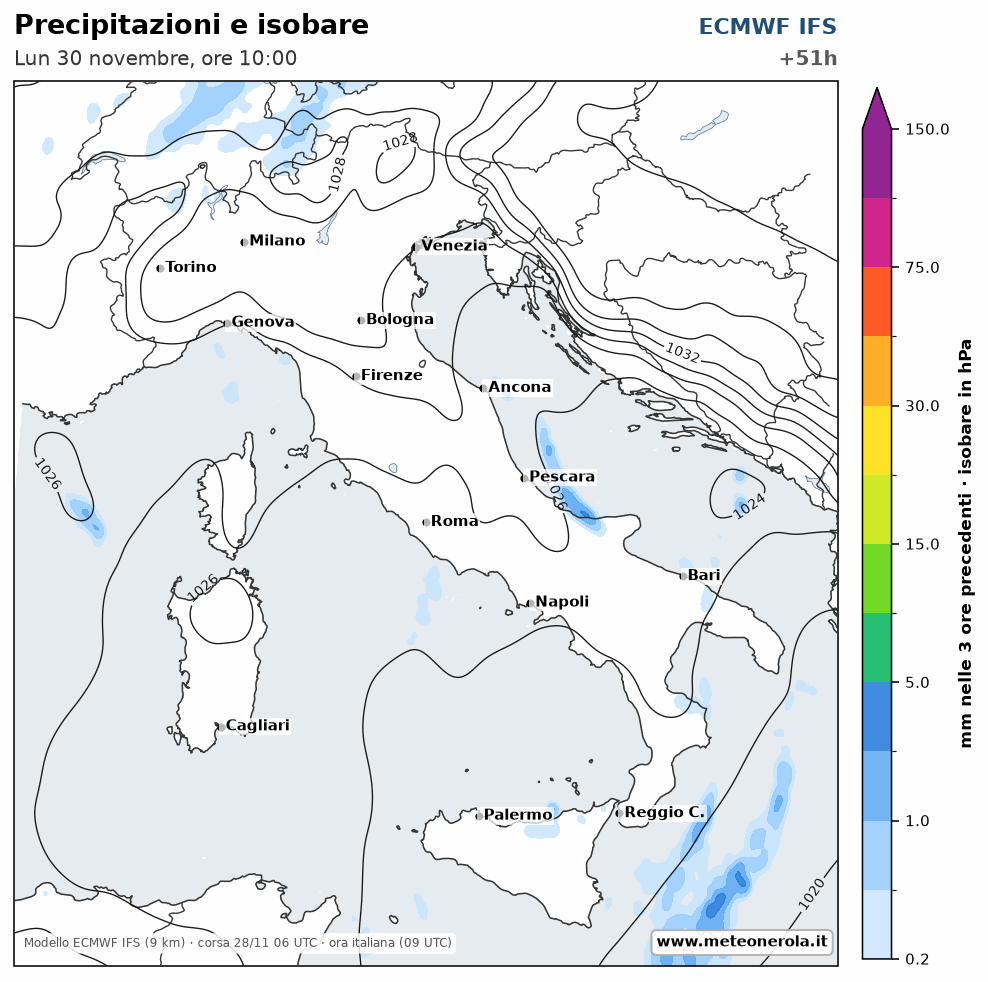 Precipitazioni e isobare
ECMWF IFS
Lun 30 novembre, ore 10:00
+51h
1028
1028
Milano
Venezia
Torino
Genova
Bologna
1032
Firenze
Ancona
1026
Pescara
1026
1024
Roma
Bari
1026
Napoli
Cagliari
Palermo
Reggio C.
1020
Modello ECMWF IFS (9 km) · corsa 28/11 06 UTC · ora italiana (09 UTC)
www.meteonerola.it
150.0
75.0
30.0
15.0
5.0
1.0
0.2
mm nelle 3 ore precedenti · isobare in hPa